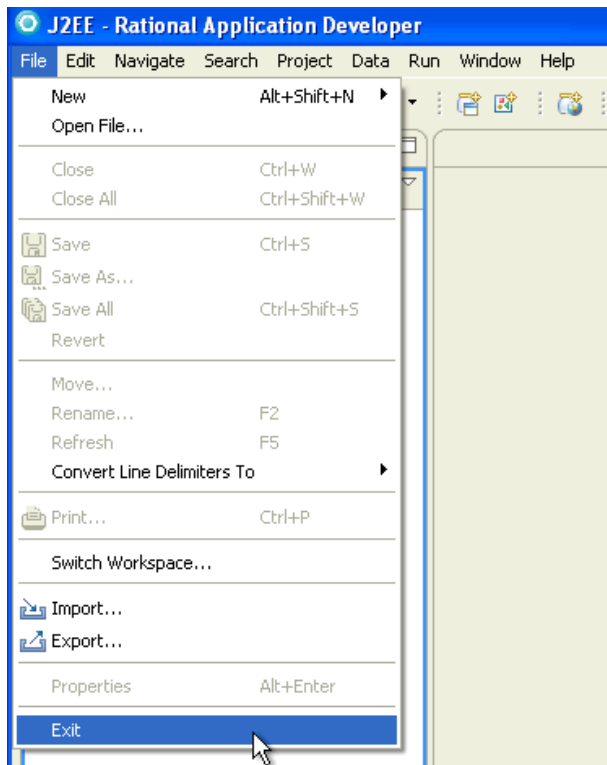 J2EE - Rational Application Developer
File Edit Navigate Search Project Data Run Window Help
New Alt+Shift+N
Open File...
Close Ctrl+W
Close All Ctrl+Shift+W
Save Ctrl+S
Save As...
Save All Ctrl+Shift+S
Revert
Move...
Rename... F2
Refresh F5
Convert Line Delimiters To
Print... Ctrl+P
Switch Workspace...
Import...
Export...
Properties Alt+Enter
Exit